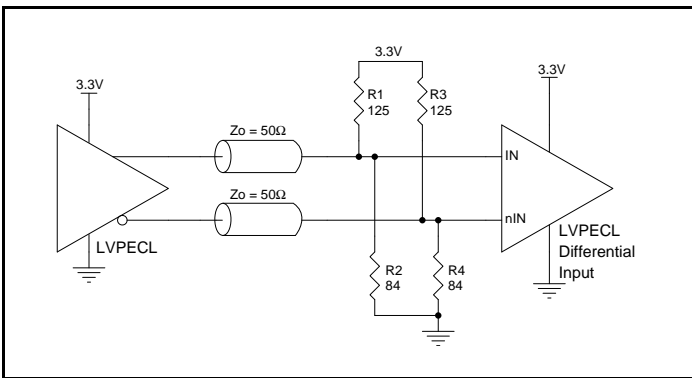 3.3V
3.3V
3.3V
R1
125
R3
125
Zo = 50Ω
IN
Zo = 50Ω
nIN
LVPECL
LVPECL
Differential
Input
R2
84
R4
84